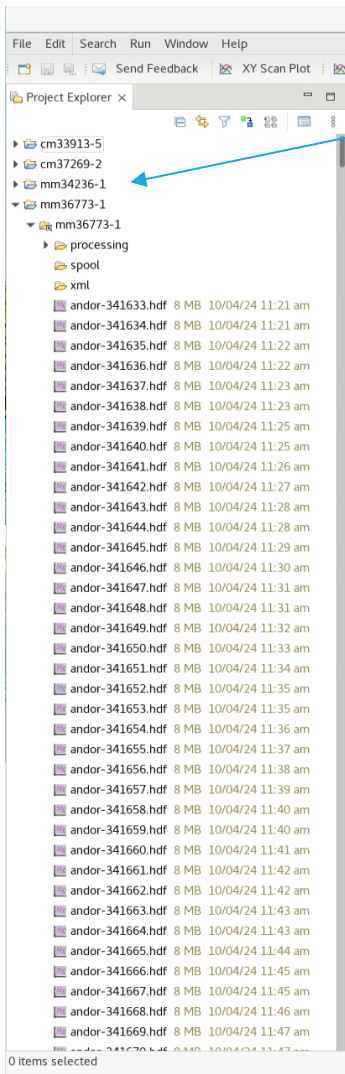 File Edit Search Run Window Help
Send Feedback XY Scan Plot
Project Explorer
cm33913-5
cm37269-2
mm34236-1
mm36773-1
mm36773-1
processing
spool
xml
andor-341633.hdf 8 MB 10/04/24 11:21 am
andor-341634.hdf 8 MB 10/04/24 11:21 am
andor-341635.hdf 8 MB 10/04/24 11:22 am
andor-341636.hdf 8 MB 10/04/24 11:22 am
andor-341637.hdf 8 MB 10/04/24 11:23 am
andor-341638.hdf 8 MB 10/04/24 11:23 am
andor-341639.hdf 8 MB 10/04/24 11:25 am
andor-341640.hdf 8 MB 10/04/24 11:25 am
andor-341641.hdf 8 MB 10/04/24 11:26 am
andor-341642.hdf 8 MB 10/04/24 11:27 am
andor-341643.hdf 8 MB 10/04/24 11:28 am
andor-341644.hdf 8 MB 10/04/24 11:28 am
andor-341645.hdf 8 MB 10/04/24 11:29 am
andor-341646.hdf 8 MB 10/04/24 11:30 am
andor-341647.hdf 8 MB 10/04/24 11:31 am
andor-341648.hdf 8 MB 10/04/24 11:31 am
andor-341649.hdf 8 MB 10/04/24 11:32 am
andor-341650.hdf 8 MB 10/04/24 11:33 am
andor-341651.hdf 8 MB 10/04/24 11:34 am
andor-341652.hdf 8 MB 10/04/24 11:35 am
andor-341653.hdf 8 MB 10/04/24 11:35 am
andor-341654.hdf 8 MB 10/04/24 11:36 am
andor-341655.hdf 8 MB 10/04/24 11:37 am
andor-341656.hdf 8 MB 10/04/24 11:38 am
andor-341657.hdf 8 MB 10/04/24 11:39 am
andor-341658.hdf 8 MB 10/04/24 11:40 am
andor-341659.hdf 8 MB 10/04/24 11:40 am
andor-341660.hdf 8 MB 10/04/24 11:41 am
andor-341661.hdf 8 MB 10/04/24 11:42 am
andor-341662.hdf 8 MB 10/04/24 11:42 am
andor-341663.hdf 8 MB 10/04/24 11:43 am
andor-341664.hdf 8 MB 10/04/24 11:43 am
andor-341665.hdf 8 MB 10/04/24 11:44 am
andor-341666.hdf 8 MB 10/04/24 11:45 am
andor-341667.hdf 8 MB 10/04/24 11:45 am
andor-341668.hdf 8 MB 10/04/24 11:46 am
andor-341669.hdf 8 MB 10/04/24 11:47 am
0 items selected